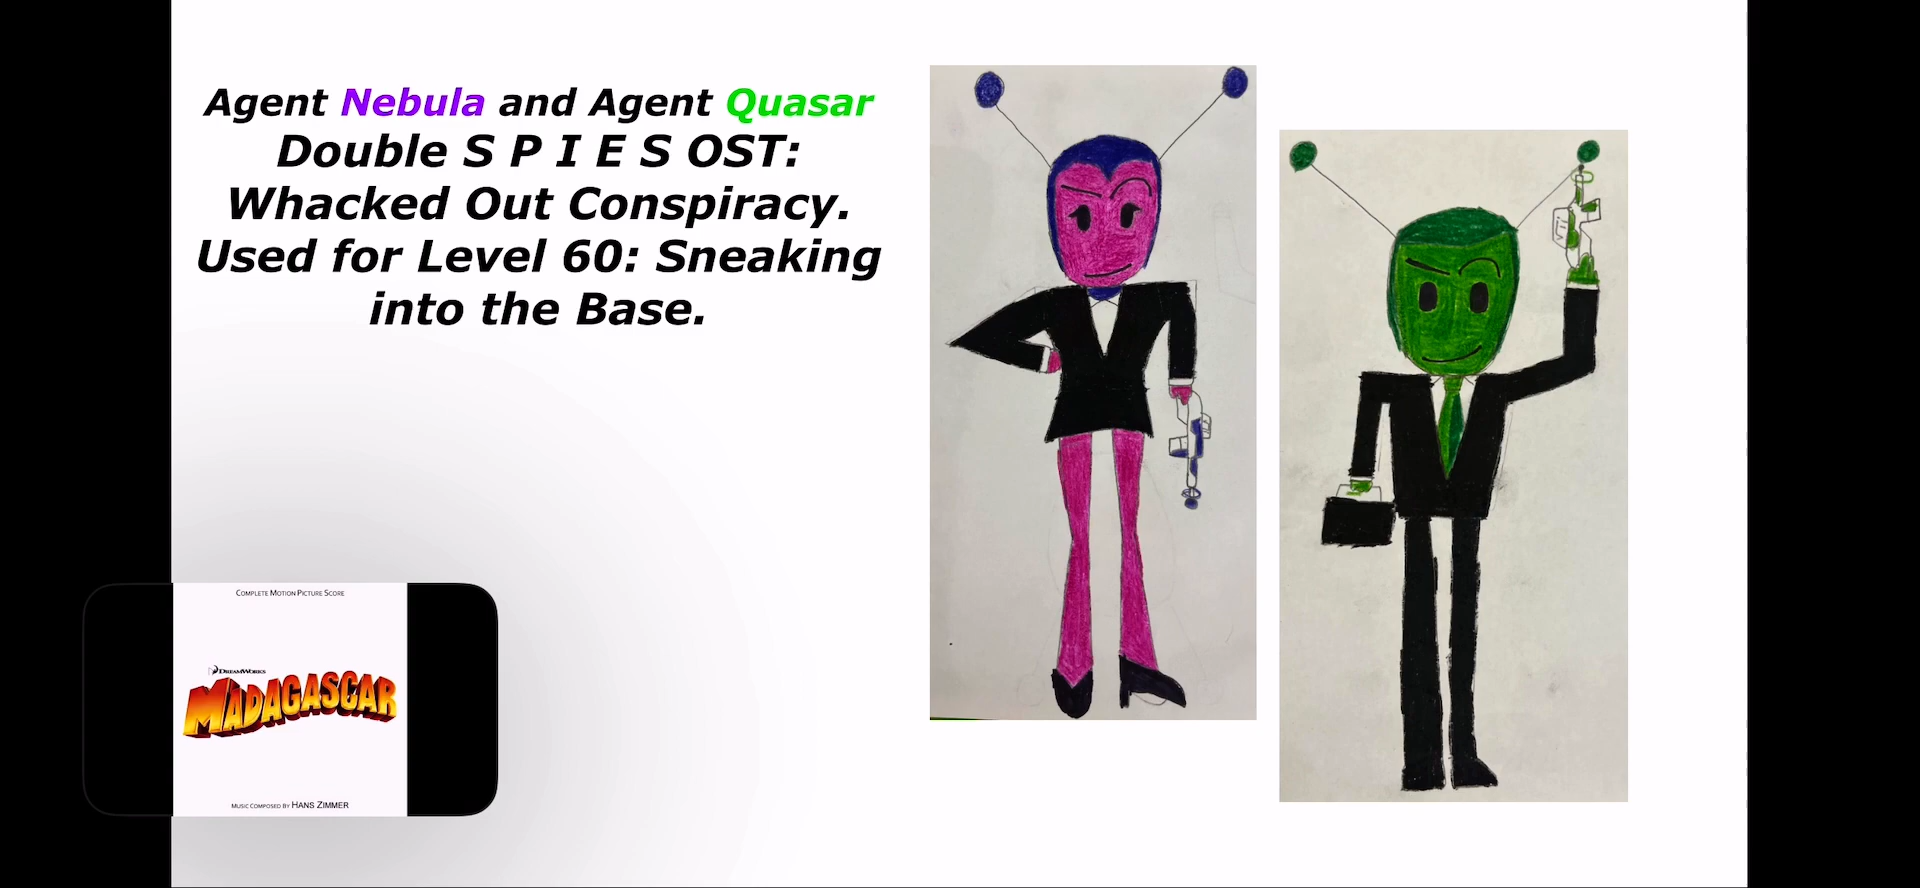 Agent Nebula and Agent Quasar
Double S P I E S OST:
Whacked Out Conspiracy.
Used for Level 60: Sneaking
into the Base.
COMPLETE MOTION PICTURE SCORE
DREAMWORKS
MADAGASCAR
MUSIC COMPOSED BY HANS ZIMMER